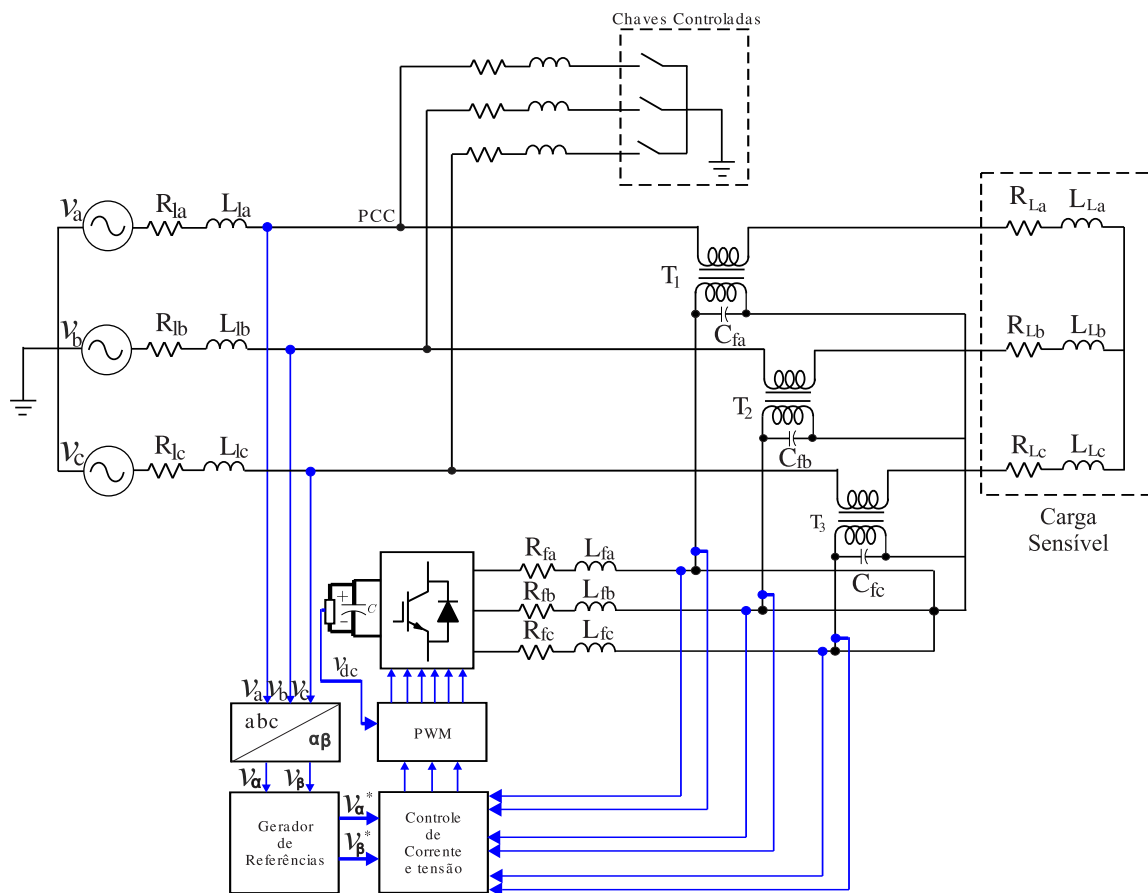 Chaves Controladas
PCC
va
Rla
Lla
vb
Rlb
Llb
vc
Rlc
Llc
T1
Cfa
T2
Cfb
T3
Cfc
RLa
LLa
RLb
LLb
RLc
LLc
Carga
Sensível
Rfa
Lfa
Rfb
Lfb
Rfc
Lfc
+
C
−
vdc
va
vb
vc
abc
αβ
PWM
vα
vβ
Gerador
de
Referências
vα*
vβ*
Controle
de
Corrente
e tensão